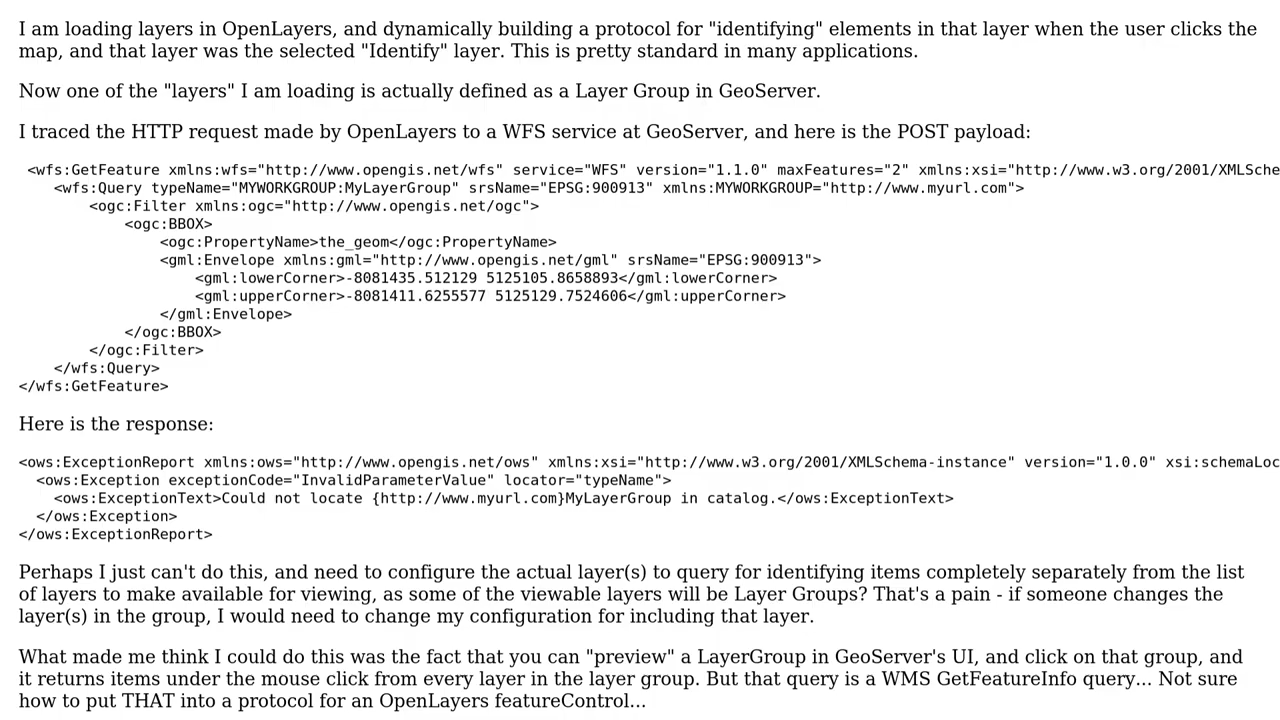 I am loading layers in OpenLayers, and dynamically building a protocol for "identifying" elements in that layer when the user clicks the
map, and that layer was the selected "Identify" layer. This is pretty standard in many applications.
Now one of the "layers" I am loading is actually defined as a Layer Group in GeoServer.
I traced the HTTP request made by OpenLayers to a WFS service at GeoServer, and here is the POST payload:
<wfs:GetFeature xmlns:wfs="http://www.opengis.net/wfs" service="WFS" version="1.1.0" maxFeatures="2" xmlns:xsi="http://www.w3.org/2001/XMLSche
<wfs:Query typeName="MYWORKGROUP:MyLayerGroup" srsName="EPSG:900913" xmlns:MYWORKGROUP="http://www.myurl.com">
<ogc:Filter xmlns:ogc="http://www.opengis.net/ogc">
<ogc:BBOX>
<ogc:PropertyName>the_geom</ogc:PropertyName>
<gml:Envelope xmlns:gml="http://www.opengis.net/gml" srsName="EPSG:900913">
<gml:lowerCorner>-8081435.512129 5125105.8658893</gml:lowerCorner>
<gml:upperCorner>-8081411.6255577 5125129.7524606</gml:upperCorner>
</gml:Envelope>
</ogc:BBOX>
</ogc:Filter>
</wfs:Query>
</wfs:GetFeature>
Here is the response:
<ows:ExceptionReport xmlns:ows="http://www.opengis.net/ows" xmlns:xsi="http://www.w3.org/2001/XMLSchema-instance" version="1.0.0" xsi:schemaLoc
<ows:Exception exceptionCode="InvalidParameterValue" locator="typeName">
<ows:ExceptionText>Could not locate {http://www.myurl.com}MyLayerGroup in catalog.</ows:ExceptionText>
</ows:Exception>
</ows:ExceptionReport>
Perhaps I just can't do this, and need to configure the actual layer(s) to query for identifying items completely separately from the list
of layers to make available for viewing, as some of the viewable layers will be Layer Groups? That's a pain - if someone changes the
layer(s) in the group, I would need to change my configuration for including that layer.
What made me think I could do this was the fact that you can "preview" a LayerGroup in GeoServer's UI, and click on that group, and
it returns items under the mouse click from every layer in the layer group. But that query is a WMS GetFeatureInfo query... Not sure
how to put THAT into a protocol for an OpenLayers featureControl...